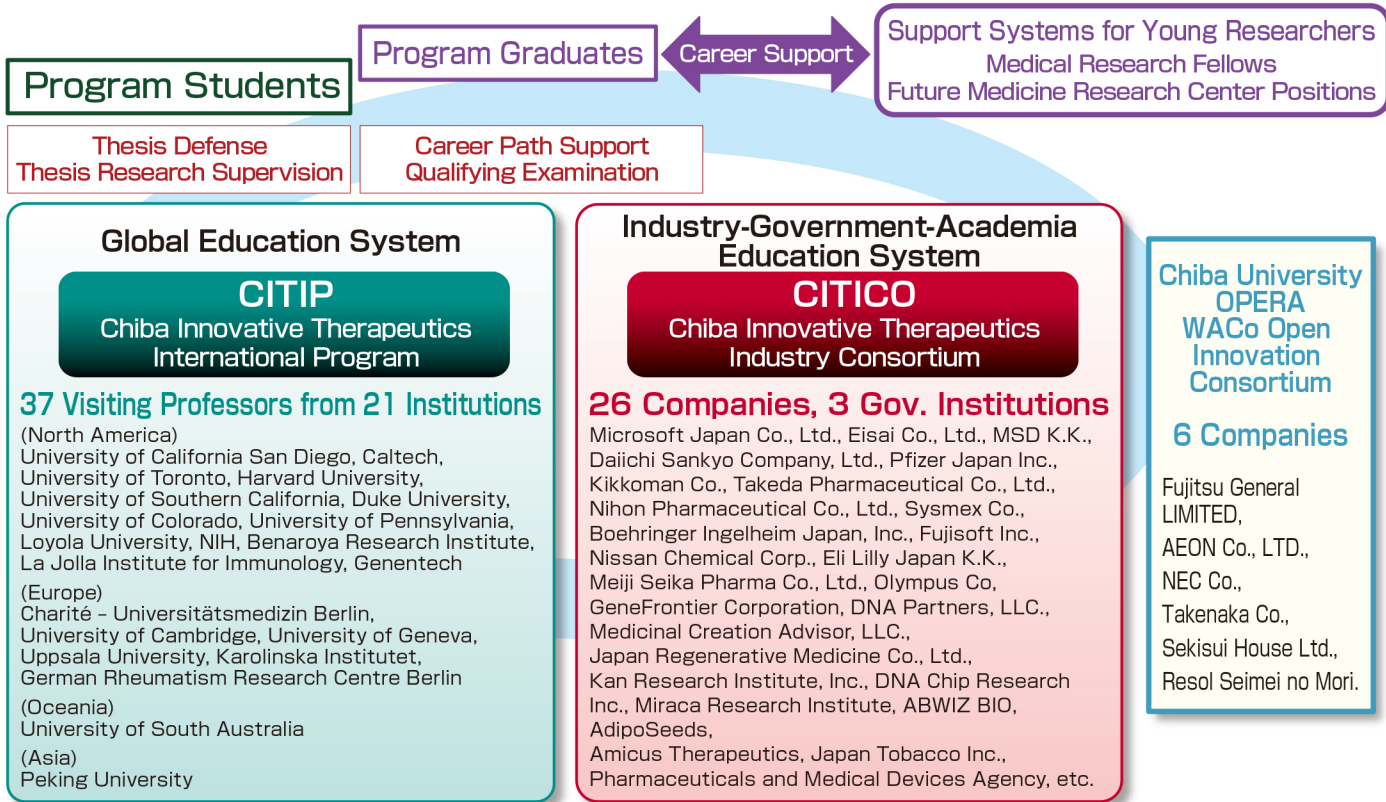 Program Students
Program Graduates
Career Support
Support Systems for Young Researchers
Medical Research Fellows
Future Medicine Research Center Positions
Thesis Defense
Thesis Research Supervision
Career Path Support
Qualifying Examination
Global Education System
CITIP
Chiba Innovative Therapeutics
International Program
37 Visiting Professors from 21 Institutions
(North America)
University of California San Diego, Caltech,
University of Toronto, Harvard University,
University of Southern California, Duke University,
University of Colorado, University of Pennsylvania,
Loyola University, NIH, Benaroya Research Institute,
La Jolla Institute for Immunology, Genentech
(Europe)
Charité – Universitätsmedizin Berlin,
University of Cambridge, University of Geneva,
Uppsala University, Karolinska Institutet,
German Rheumatism Research Centre Berlin
(Oceania)
University of South Australia
(Asia)
Peking University
Industry-Government-Academia
Education System
CITICO
Chiba Innovative Therapeutics
Industry Consortium
26 Companies, 3 Gov. Institutions
Microsoft Japan Co., Ltd., Eisai Co., Ltd., MSD K.K.,
Daiichi Sankyo Company, Ltd., Pfizer Japan Inc.,
Kikkoman Co., Takeda Pharmaceutical Co., Ltd.,
Nihon Pharmaceutical Co., Ltd., Sysmex Co.,
Boehringer Ingelheim Japan, Inc., Fujisoft Inc.,
Nissan Chemical Corp., Eli Lilly Japan K.K.,
Meiji Seika Pharma Co., Ltd., Olympus Co,
GeneFrontier Corporation, DNA Partners, LLC.,
Medicinal Creation Advisor, LLC.,
Japan Regenerative Medicine Co., Ltd.,
Kan Research Institute, Inc., DNA Chip Research
Inc., Miraca Research Institute, ABWIZ BIO,
AdipoSeeds,
Amicus Therapeutics, Japan Tobacco Inc.,
Pharmaceuticals and Medical Devices Agency, etc.
Chiba University
OPERA
WACo Open
Innovation
Consortium
6 Companies
Fujitsu General
LIMITED,
AEON Co., LTD.,
NEC Co.,
Takenaka Co.,
Sekisui House Ltd.,
Resol Seimei no Mori.